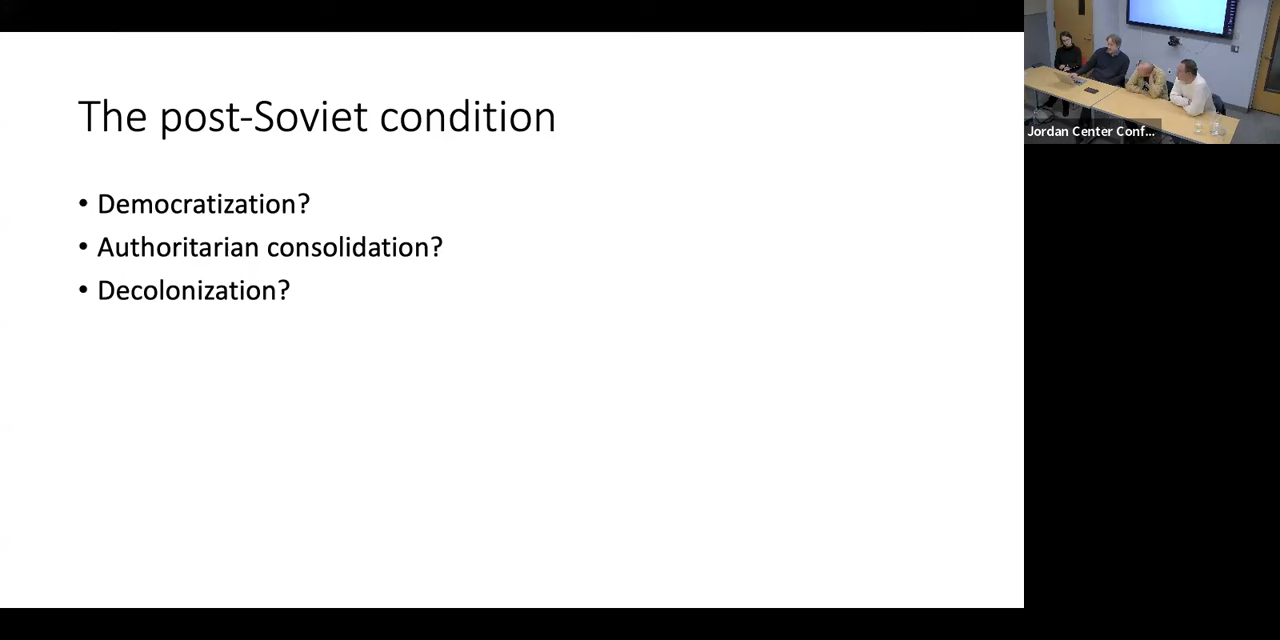 The post-Soviet condition
• Democratization?
• Authoritarian consolidation?
• Decolonization?
Jordan Center Conf...